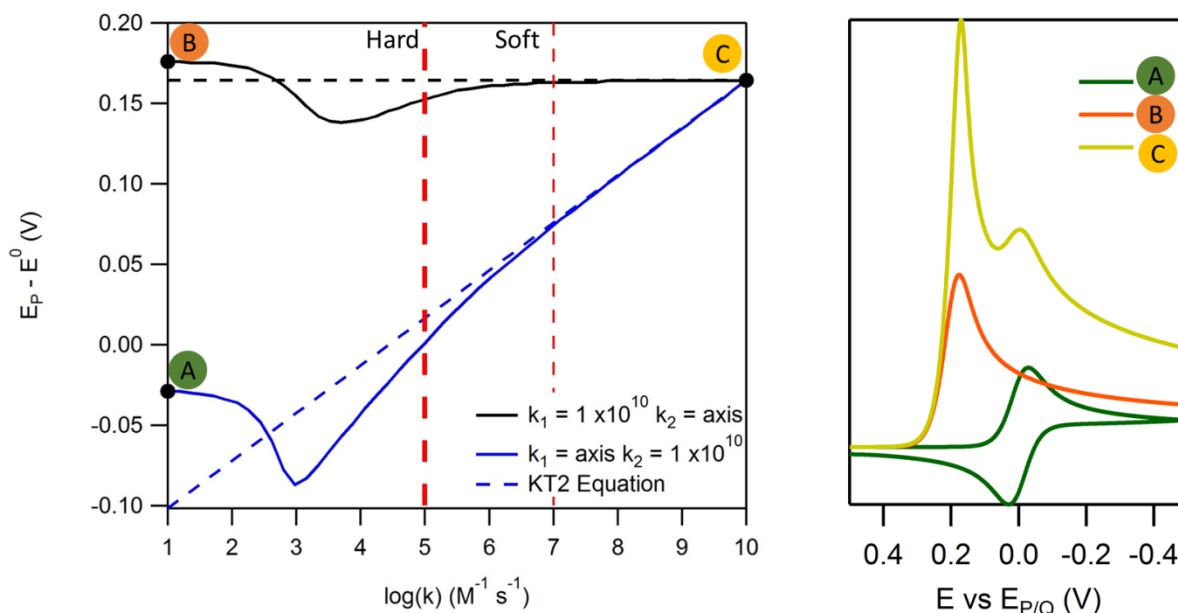 0.20
0.15
0.10
0.05
0.00
-0.05
-0.10
E_P - E^0 (V)
B
Hard
Soft
C
A
k_1 = 1 x10^10 k_2 = axis
k_1 = axis k_2 = 1 x10^10
KT2 Equation
1 2 3 4 5 6 7 8 9 10
log(k) (M^-1 s^-1)
A
B
C
0.4 0.2 0.0 -0.2 -0.4
E vs E_P/Q (V)